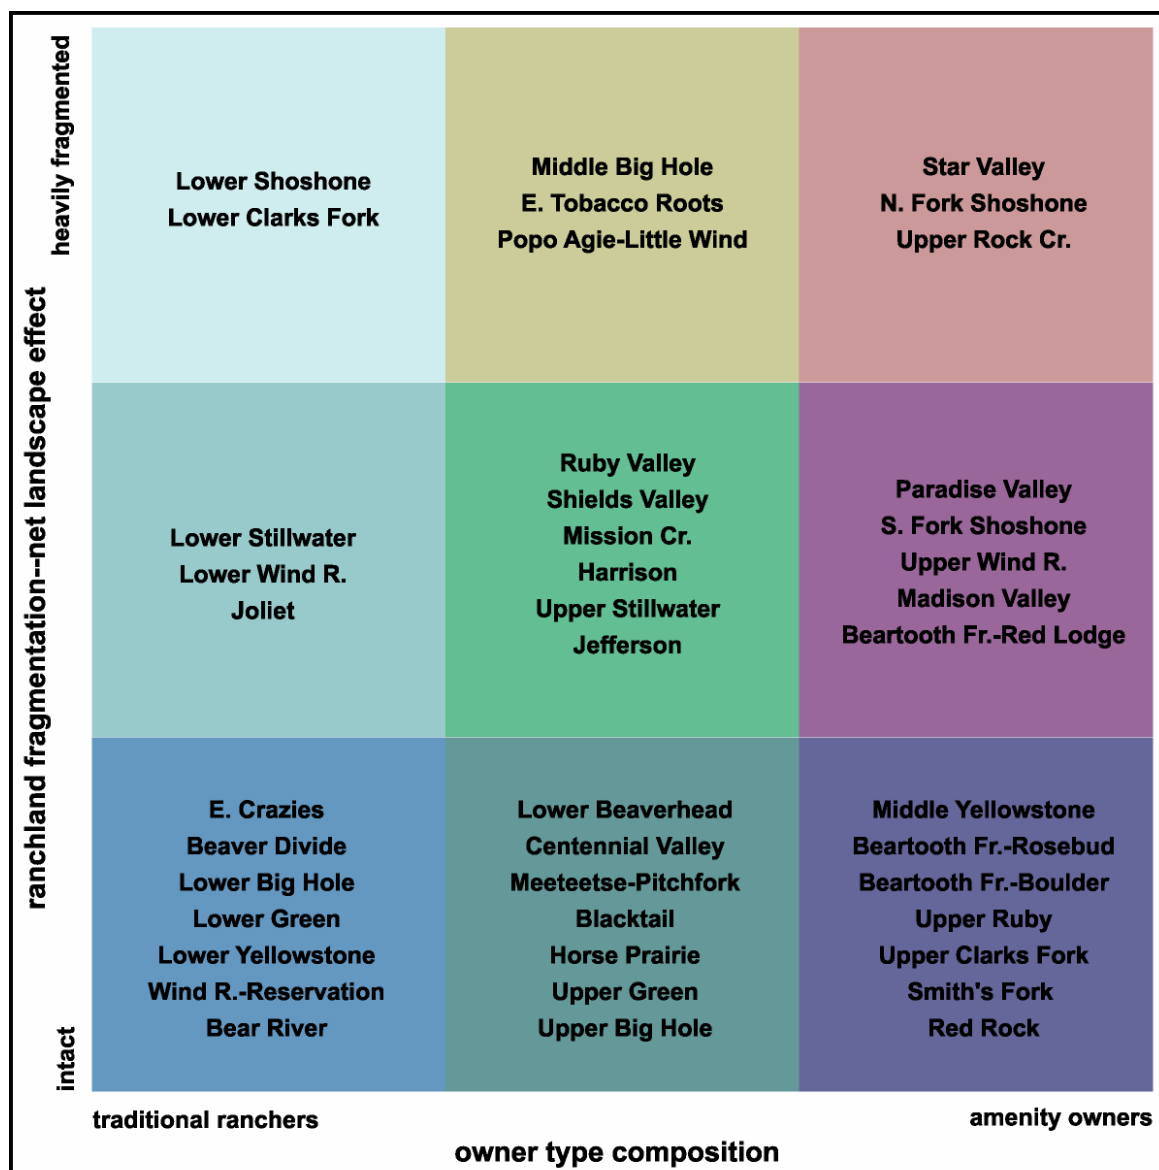 heavily fragmented
ranchland fragmentation--net landscape effect
intact
Lower Shoshone
Lower Clarks Fork
Middle Big Hole
E. Tobacco Roots
Popo Agie-Little Wind
Star Valley
N. Fork Shoshone
Upper Rock Cr.
Lower Stillwater
Lower Wind R.
Joliet
Ruby Valley
Shields Valley
Mission Cr.
Harrison
Upper Stillwater
Jefferson
Paradise Valley
S. Fork Shoshone
Upper Wind R.
Madison Valley
Beartooth Fr.-Red Lodge
E. Crazies
Beaver Divide
Lower Big Hole
Lower Green
Lower Yellowstone
Wind R.-Reservation
Bear River
Lower Beaverhead
Centennial Valley
Meeteetse-Pitchfork
Blacktail
Horse Prairie
Upper Green
Upper Big Hole
Middle Yellowstone
Beartooth Fr.-Rosebud
Beartooth Fr.-Boulder
Upper Ruby
Upper Clarks Fork
Smith's Fork
Red Rock
traditional ranchers
amenity owners
owner type composition